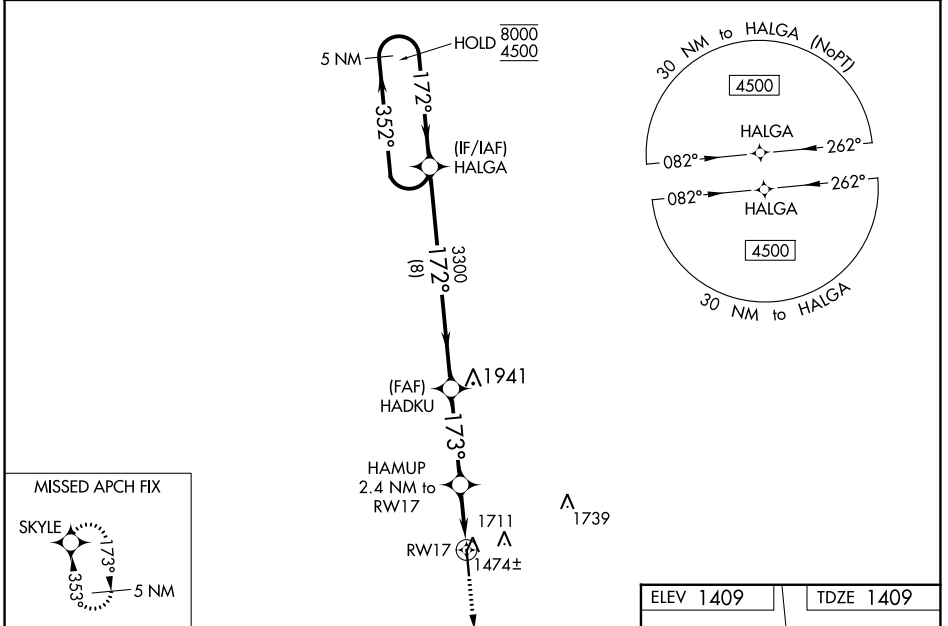 5 NM
HOLD 8000
4500
172°
352°
(IF/IAF)
HALGA
3300
172°
(8)
(FAF)
HADKU
1941
173°
HAMUP
2.4 NM to
RW17
1739
1711
RW17
1474±
30 NM to HALGA (NoPT)
4500
HALGA
082°
262°
082°
262°
HALGA
4500
30 NM to HALGA
MISSED APCH FIX
SKYLE
173°
353°
5 NM
ELEV 1409
TDZE 1409